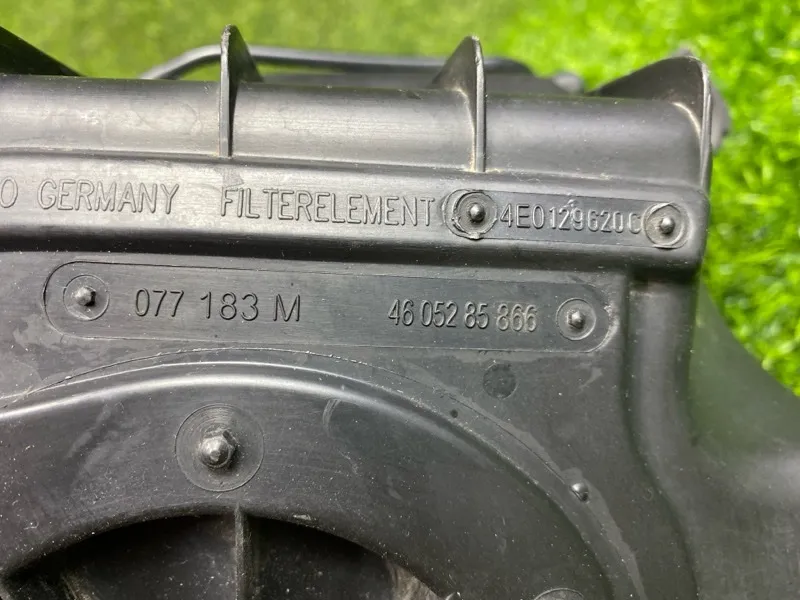 O GERMANY FILTERELEMENT 4E0129620C
077 183 M 46 052 85 866